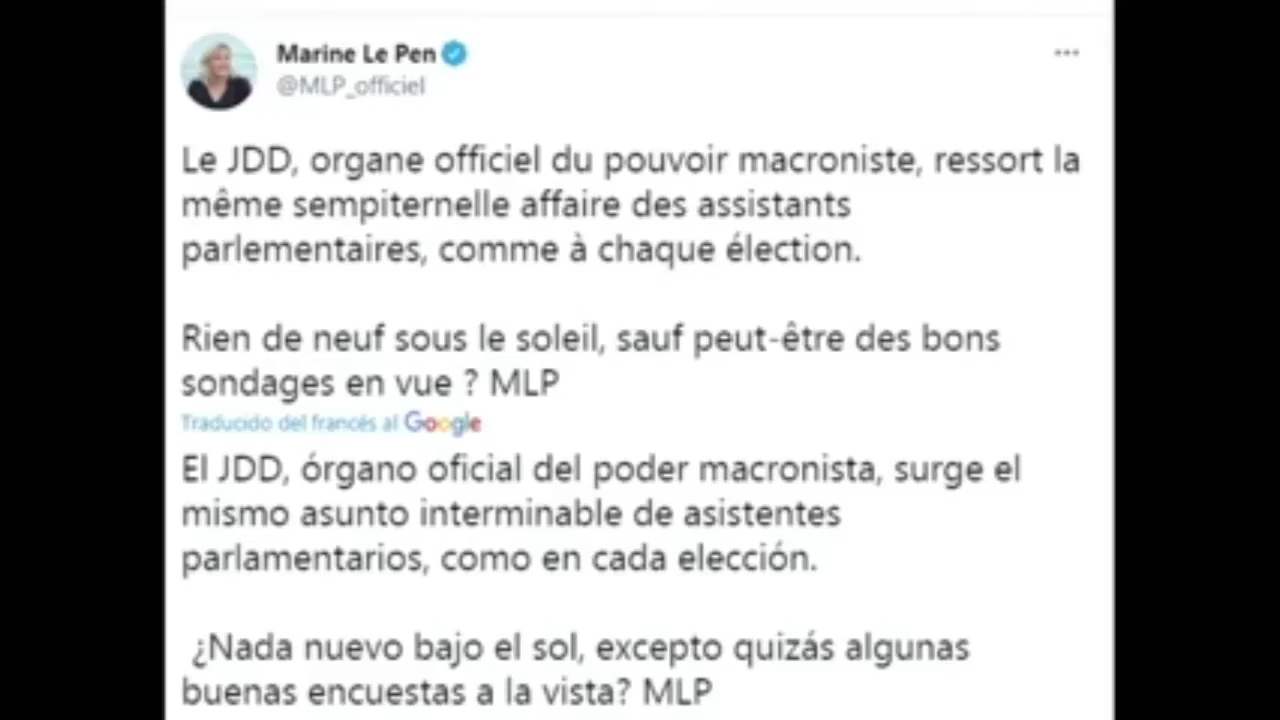 Marine Le Pen
@MLP_officiel
Le JDD, organe officiel du pouvoir macroniste, ressort la
même sempiternelle affaire des assistants
parlementaires, comme à chaque élection.
Rien de neuf sous le soleil, sauf peut-être des bons
sondages en vue ? MLP
Traducido del francés al Google
El JDD, órgano oficial del poder macronista, surge el
mismo asunto interminable de asistentes
parlamentarios, como en cada elección.
¿Nada nuevo bajo el sol, excepto quizás algunas
buenas encuestas a la vista? MLP